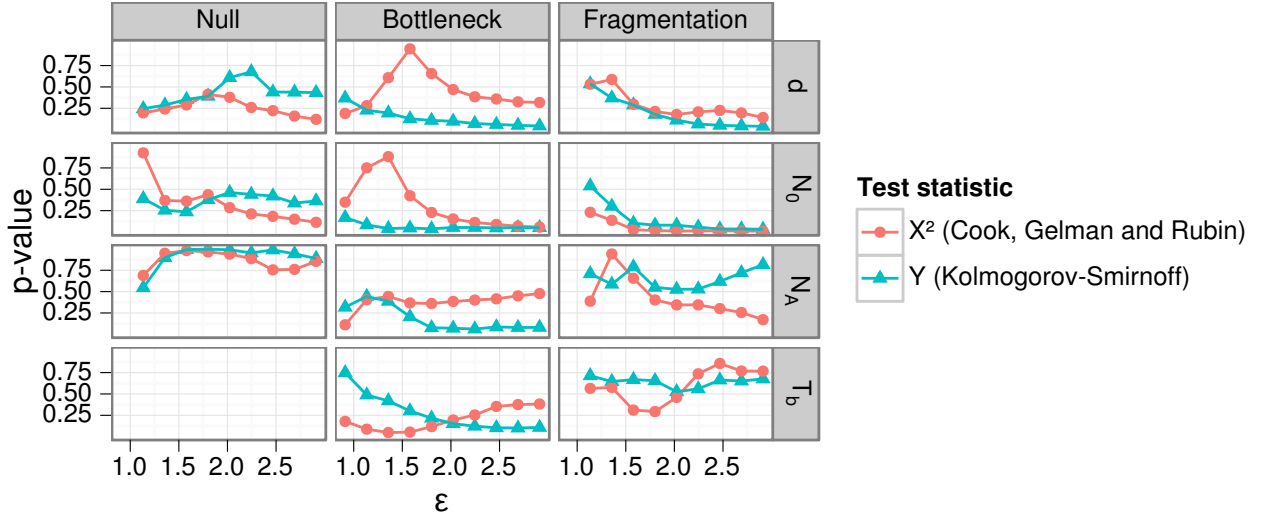 Null Bottleneck Fragmentation
0.75
0.50
0.25
d
0.75
0.50
0.25
N0
0.75
0.50
0.25
NA
0.75
0.50
0.25
Tb
p-value
1.0 1.5 2.0 2.5 1.0 1.5 2.0 2.5 1.0 1.5 2.0 2.5
ε
Test statistic
X² (Cook, Gelman and Rubin)
Y (Kolmogorov-Smirnoff)